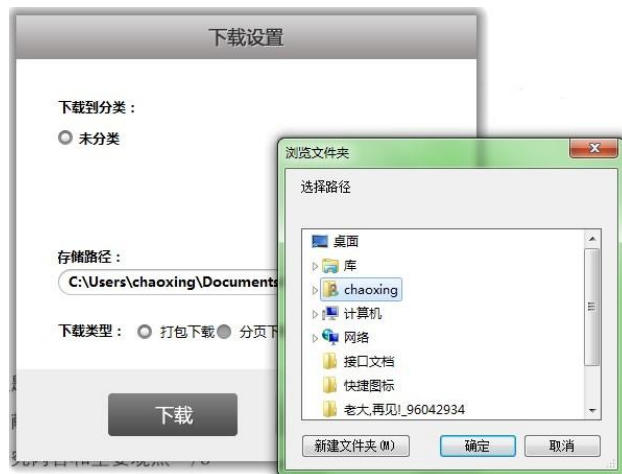 下载设置
下载到分类：
未分类
存储路径：
C:\Users\chaoxing\Documents
下载类型： 打包下载 分页下
下载
浏览文件夹
选择路径
桌面
库
chaoxing
计算机
网络
接口文档
快捷图标
老大,再见!_96042934
新建文件夹(M) 确定 取消